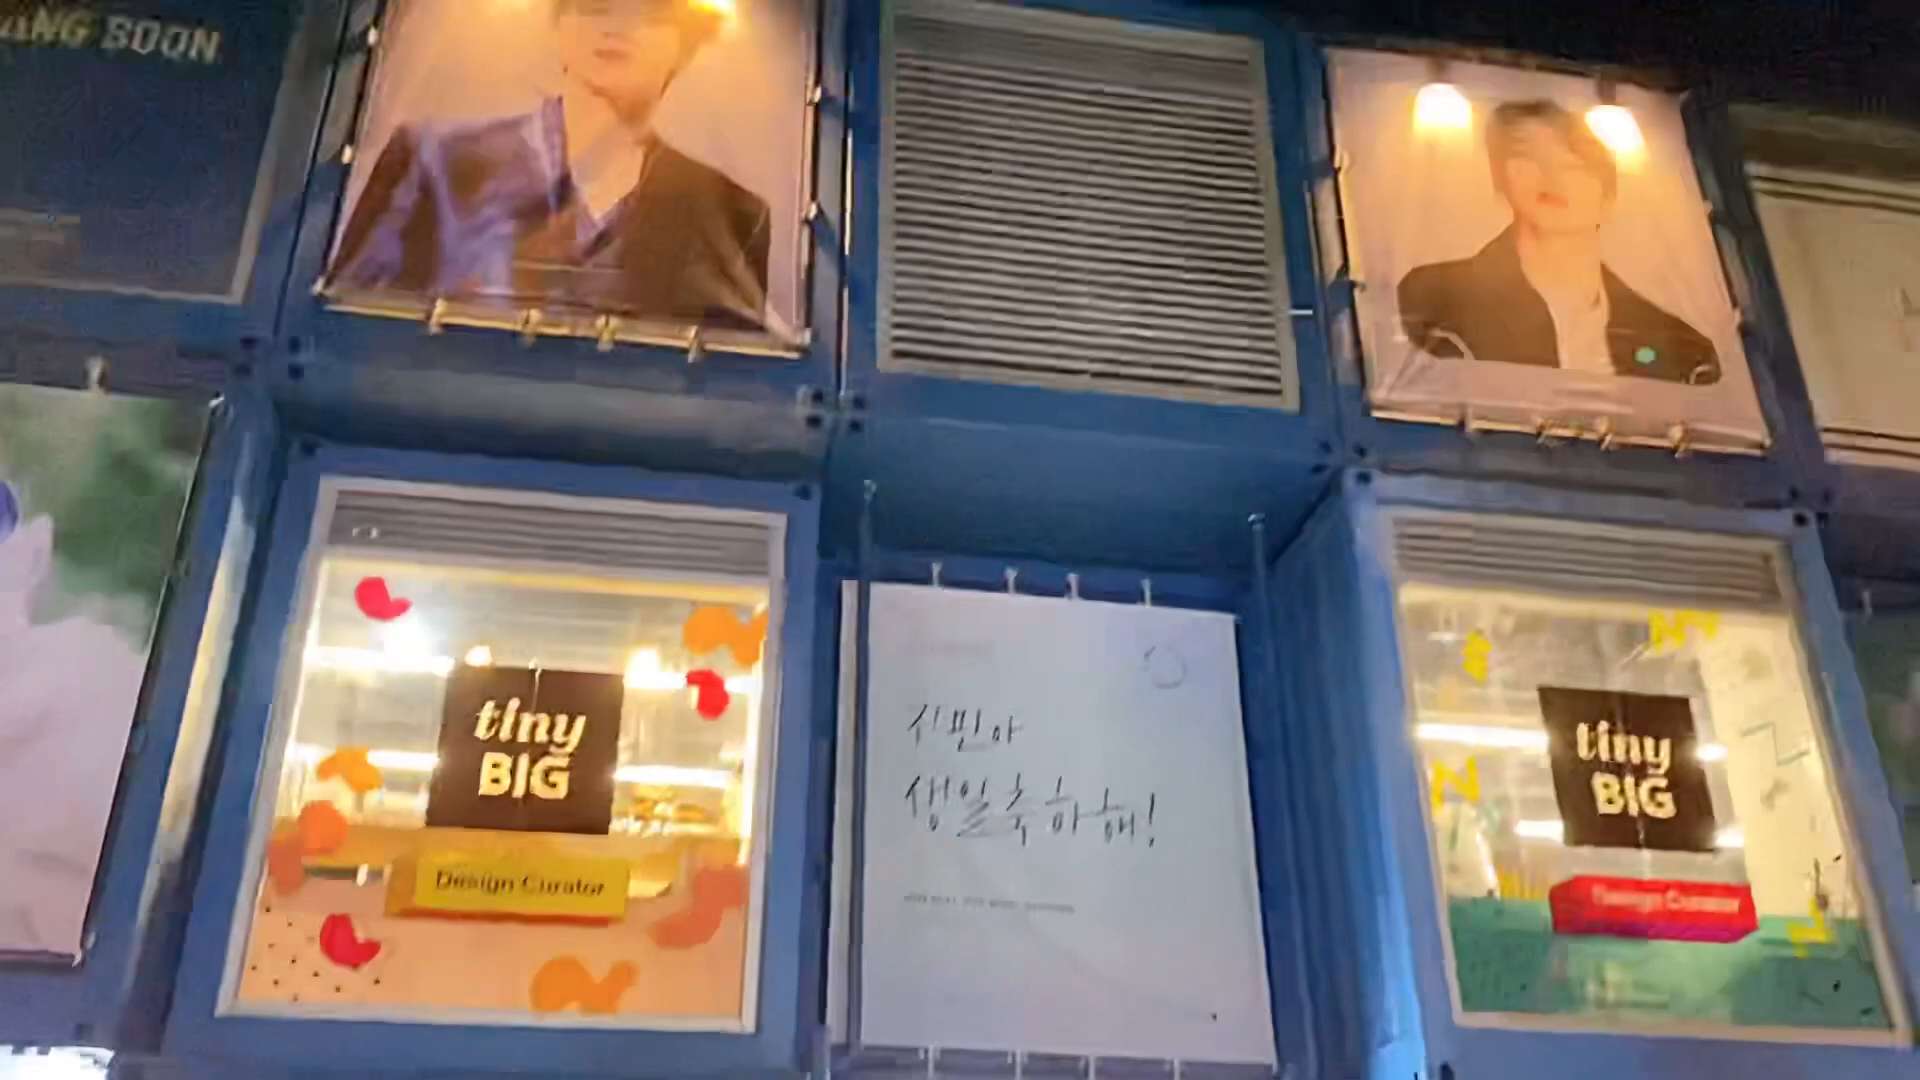 SOON
tiny
BIG
Design Curator
지민아
생일 축하해!
tiny
BIG
Design Curator